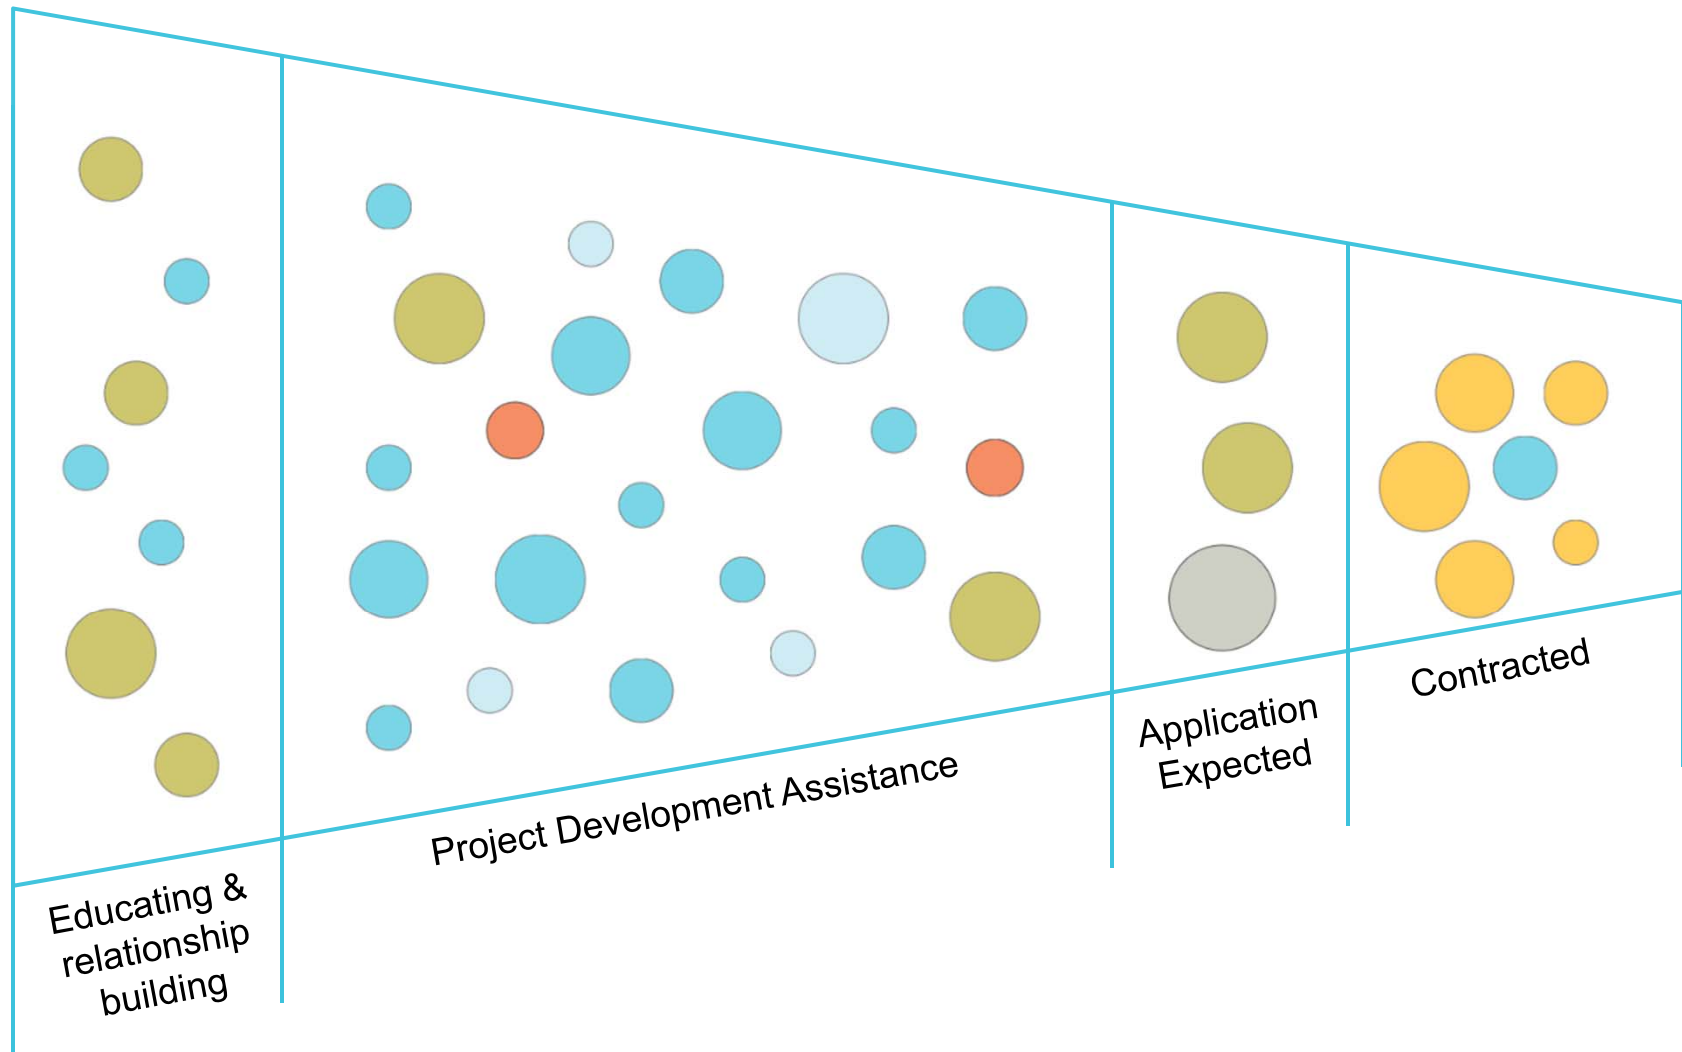 Educating &
relationship
building
Project Development Assistance
Application
Expected
Contracted